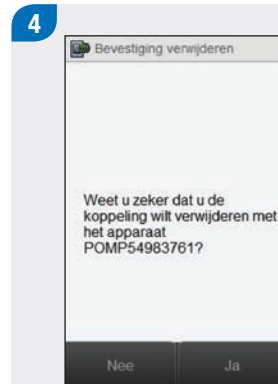 4
Bevestiging verwijderen
Weet u zeker dat u de
koppeling wilt verwijderen met
het apparaat
POMP54983761?
Nee
Ja